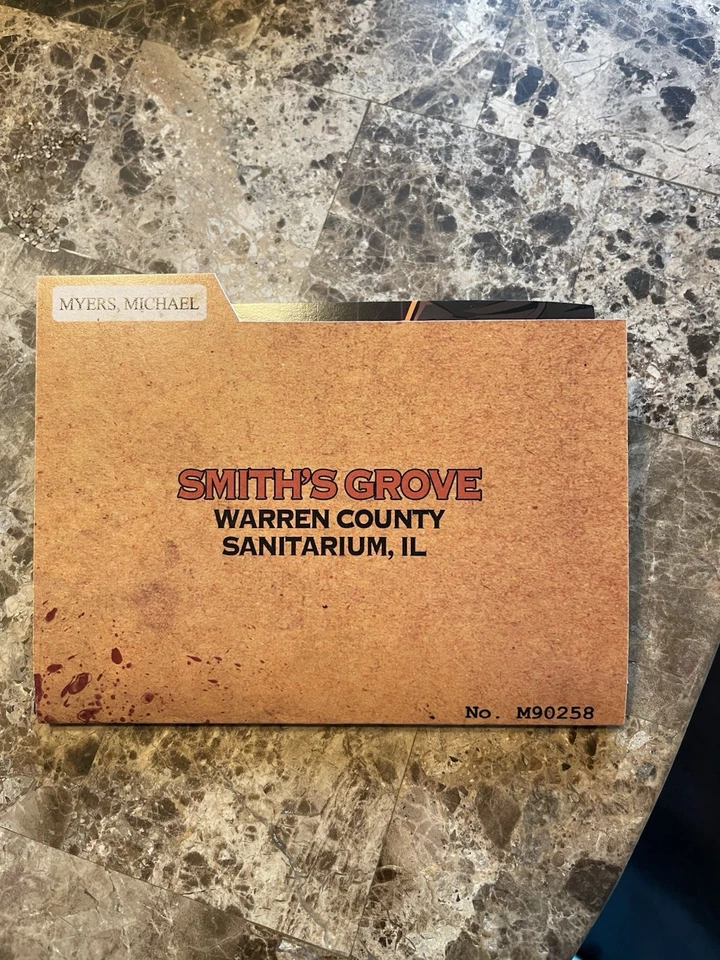 MYERS, MICHAEL
SMITH'S GROVE
WARREN COUNTY
SANITARIUM, IL
No. M90258